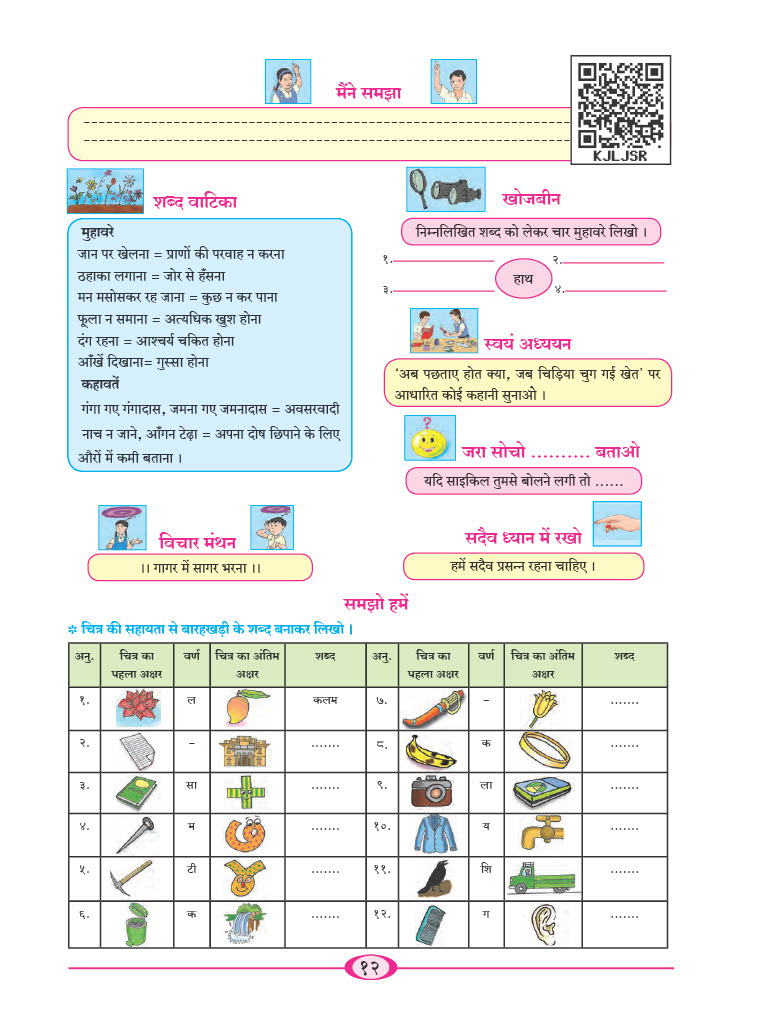 मैंने समझा
KJLJSR
शब्द वाटिका
मुहावरे
जान पर खेलना = प्राणों की परवाह न करना
ठहाका लगाना = जोर से हँसना
मन मसोसकर रह जाना = कुछ न कर पाना
फूला न समाना = अत्यधिक खुश होना
दंग रहना = आश्चर्य चकित होना
आँखें दिखाना= गुस्सा होना
कहावतें
गंगा गए गंगादास, जमना गए जमनादास = अवसरवादी
नाच न जाने, आँगन टेढ़ा = अपना दोष छिपाने के लिए
औरों में कमी बताना ।
खोजबीन
निम्नलिखित शब्द को लेकर चार मुहावरे लिखो ।
१. २.
हाथ
३. ४.
स्वयं अध्ययन
‘अब पछताए होत क्या, जब चिड़िया चुग गई खेत’ पर
आधारित कोई कहानी सुनाओ ।
?
जरा सोचो .......... बताओ
यदि साइकिल तुमसे बोलने लगी तो ......
विचार मंथन
।। गागर में सागर भरना ।।
सदैव ध्यान में रखो
हमें सदैव प्रसन्न रहना चाहिए ।
समझो हमें
* चित्र की सहायता से बारहखड़ी के शब्द बनाकर लिखो ।
अनु. चित्र का वर्ण चित्र का अंतिम शब्द अनु. चित्र का वर्ण चित्र का अंतिम शब्द
पहला अक्षर अक्षर पहला अक्षर अक्षर
१. ल कलम ७. – .......
२. – ....... ८. क .......
३. सा ....... ९. ला .......
४. म ....... १०. य .......
५. टी ....... ११. शि .......
६. क ....... १२. ग .......
१२